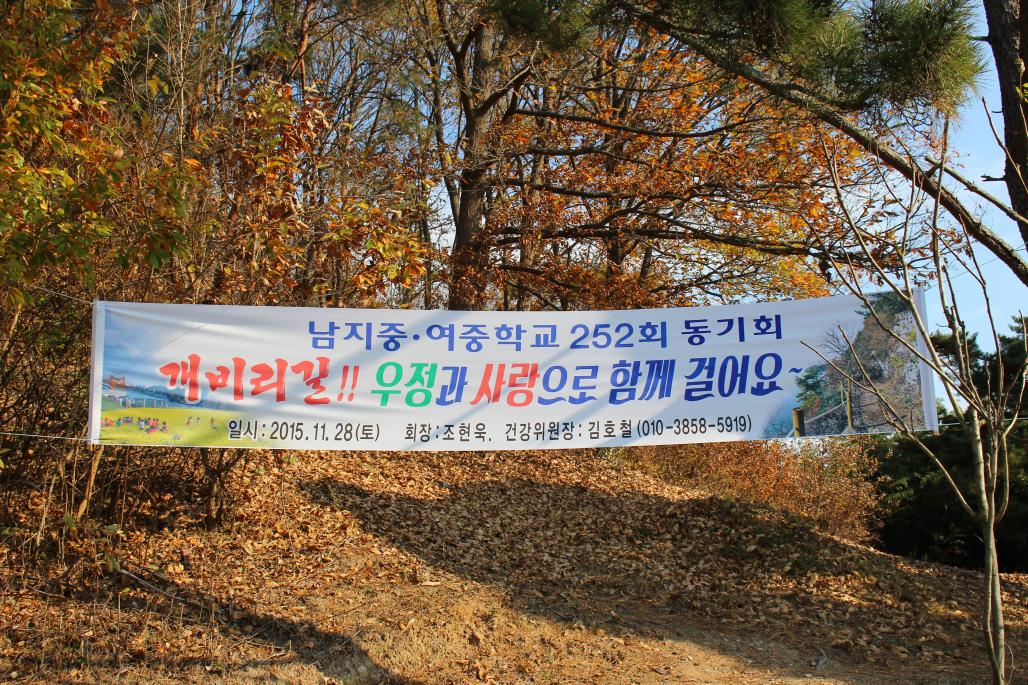 남지중·여중학교 252회 동기회
개비리길!! 우정과 사랑으로 함께 걸어요~
일시 : 2015. 11. 28(토) 회장 : 조현욱, 건강위원장 : 김호철(010-3858-5919)